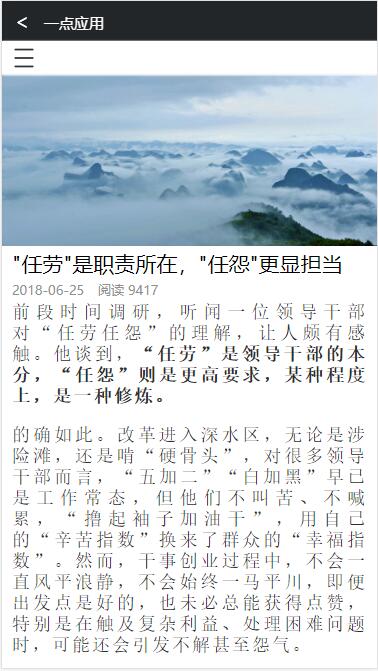 < 一点应用
"任劳"是职责所在，"任怨"更显担当
2018-06-25 阅读 9417
前段时间调研，听闻一位领导干部
对“任劳任怨”的理解，让人颇有感
触。他谈到，“任劳”是领导干部的本
分，“任怨”则是更高要求，某种程度
上，是一种修炼。
的确如此。改革进入深水区，无论是涉
险滩，还是啃“硬骨头”，对很多领导
干部而言，“五加二”“白加黑”早已
是工作常态，但他们不叫苦、不喊
累，“撸起袖子加油干”，用自己
的“辛苦指数”换来了群众的“幸福指
数”。然而，干事创业过程中，不会一
直风平浪静，不会始终一马平川，即便
出发点是好的，也未必总能获得点赞，
特别是在触及复杂利益、处理困难问题
时，可能还会引发不解甚至怨气。